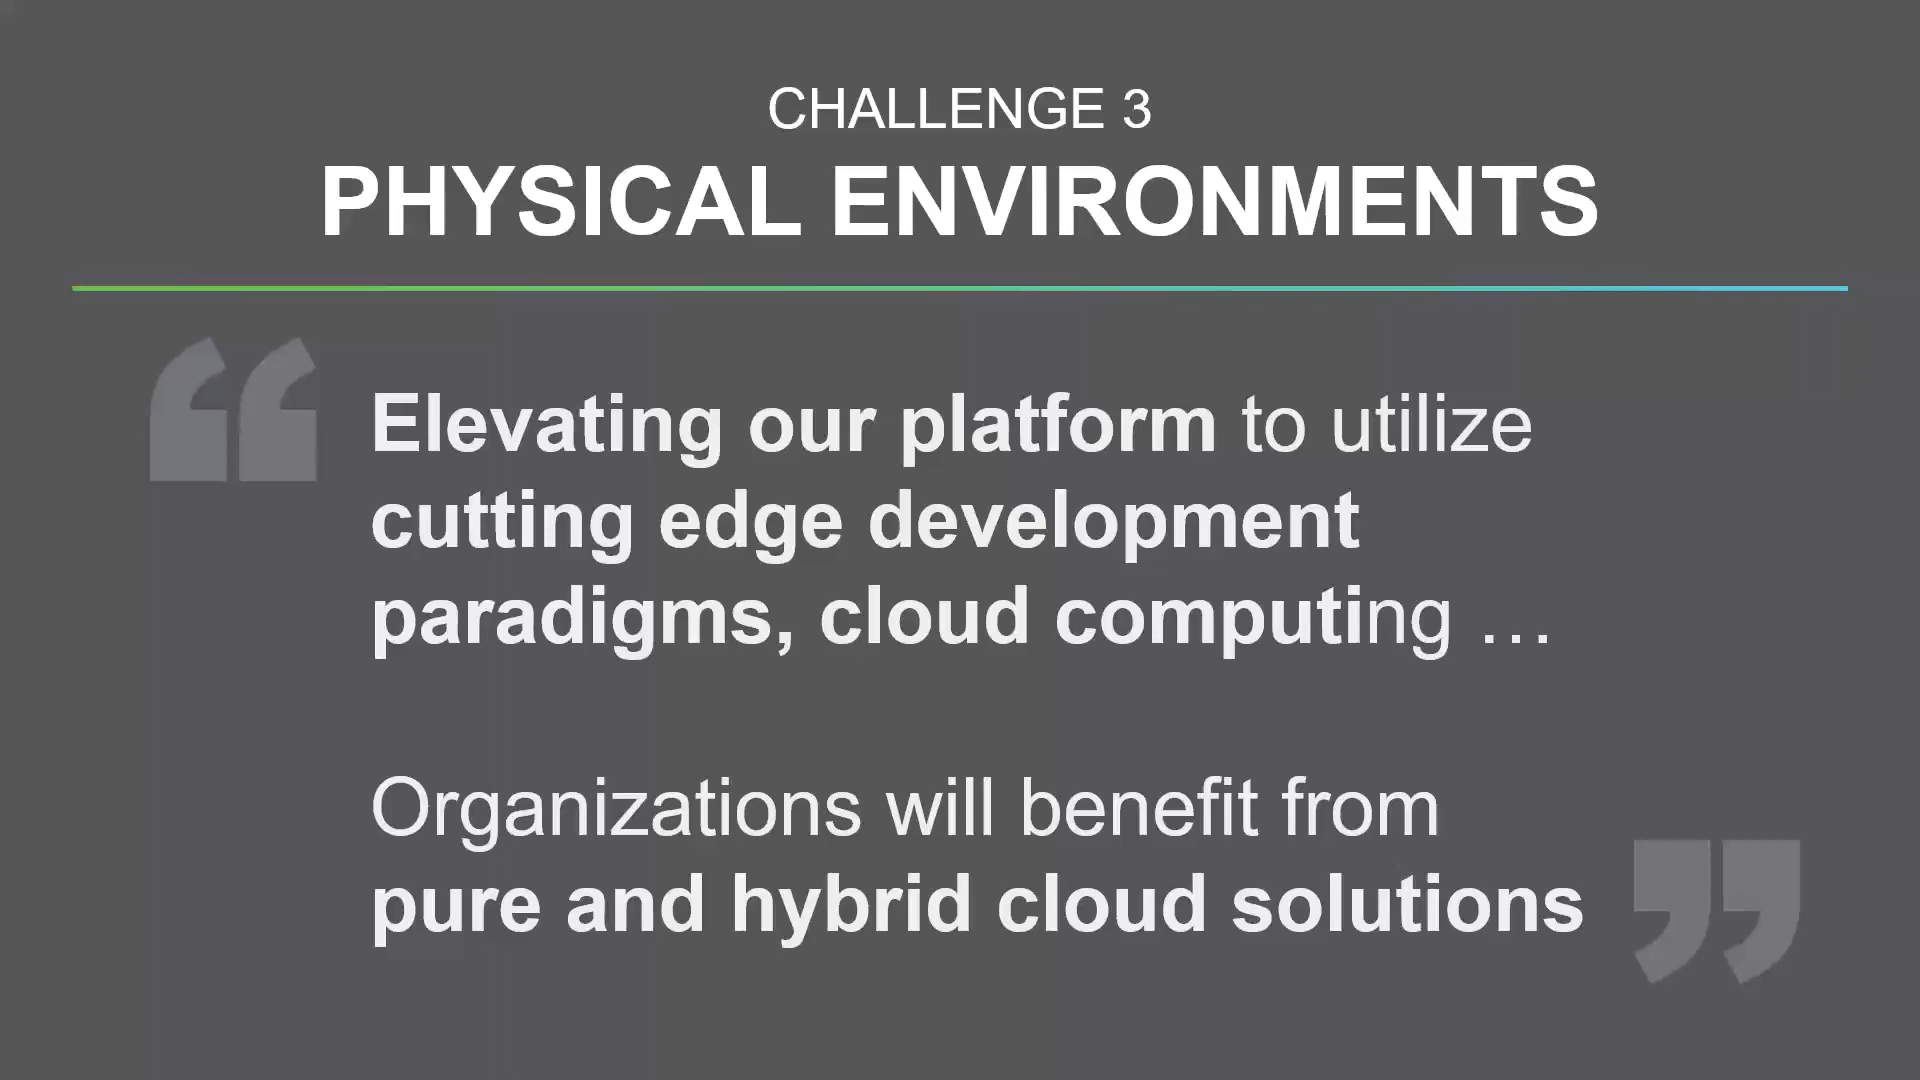 CHALLENGE 3
PHYSICAL ENVIRONMENTS
“
Elevating our platform to utilize
cutting edge development
paradigms, cloud computing …
Organizations will benefit from
pure and hybrid cloud solutions
”